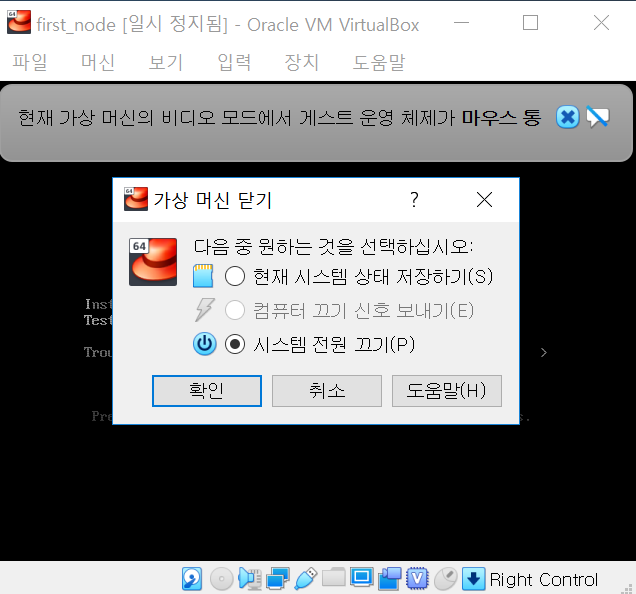 first_node [일시 정지됨] - Oracle VM VirtualBox
파일 머신 보기 입력 장치 도움말
현재 가상 머신의 비디오 모드에서 게스트 운영 체제가 마우스 통
64 가상 머신 닫기 ?
64
다음 중 원하는 것을 선택하십시오:
현재 시스템 상태 저장하기(S)
컴퓨터 끄기 신호 보내기(E)
시스템 전원 끄기(P)
확인 취소 도움말(H)
Inst
Test
Trou >
Pre s.
Right Control